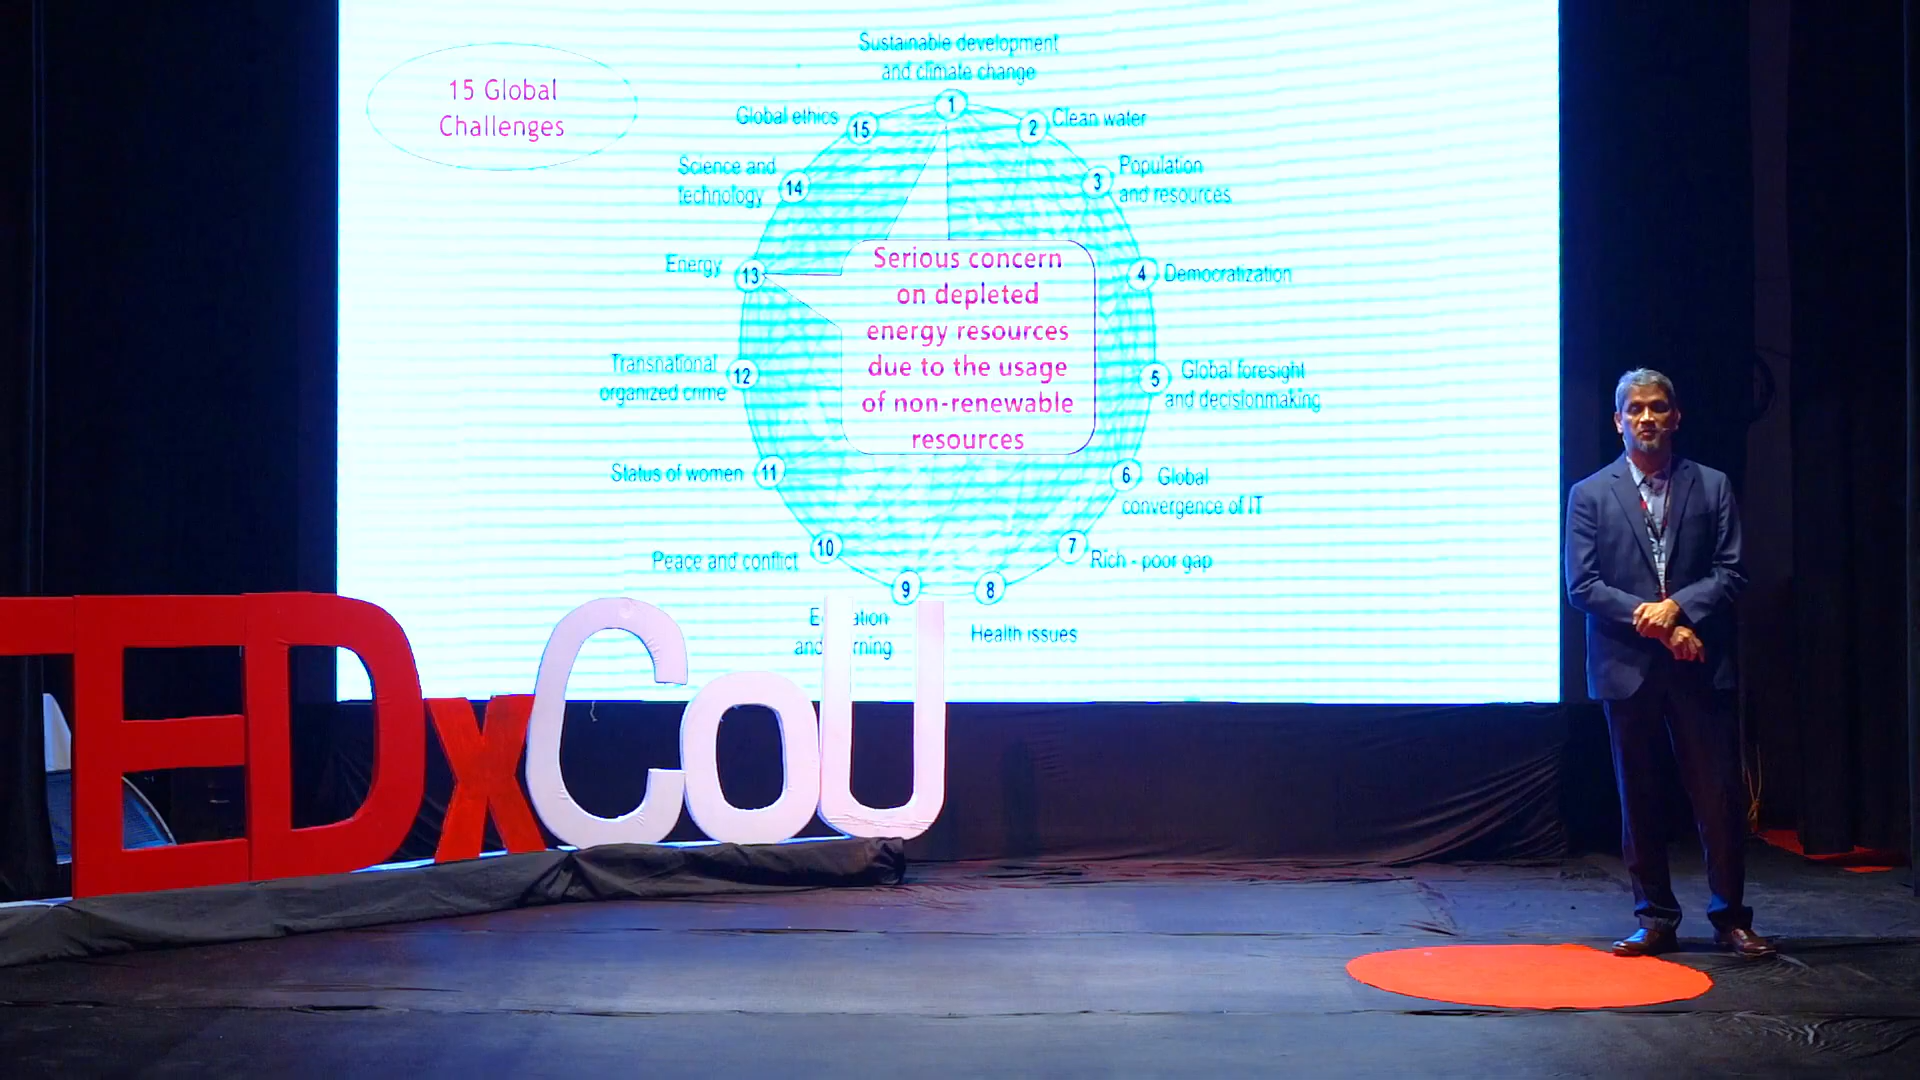 15 Global
Challenges
Sustainable development
and climate change
1
Clean water
2
Population
and resources
3
Democratization
4
Global foresight
and decisionmaking
5
Global
convergence of IT
6
Rich - poor gap
7
Health issues
8
9
and
Peace and conflict
10
Status of women
11
Transnational
organized crime
12
Energy
13
Science and
technology
14
Global ethics
15
Serious concern
on depleted
energy resources
due to the usage
of non-renewable
resources
TEDxCoU